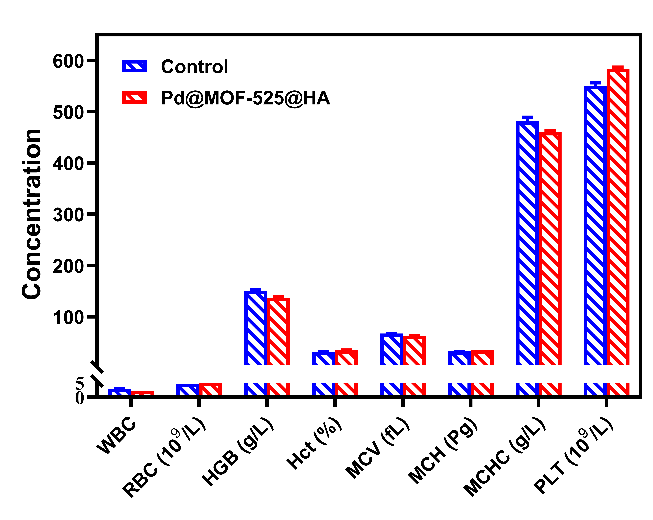 Control
Pd@MOF-525@HA
Concentration
600
500
400
300
200
100
5
0
WBC
RBC (10⁹/L)
HGB (g/L)
Hct (%)
MCV (fL)
MCH (Pg)
MCHC (g/L)
PLT (10⁹/L)